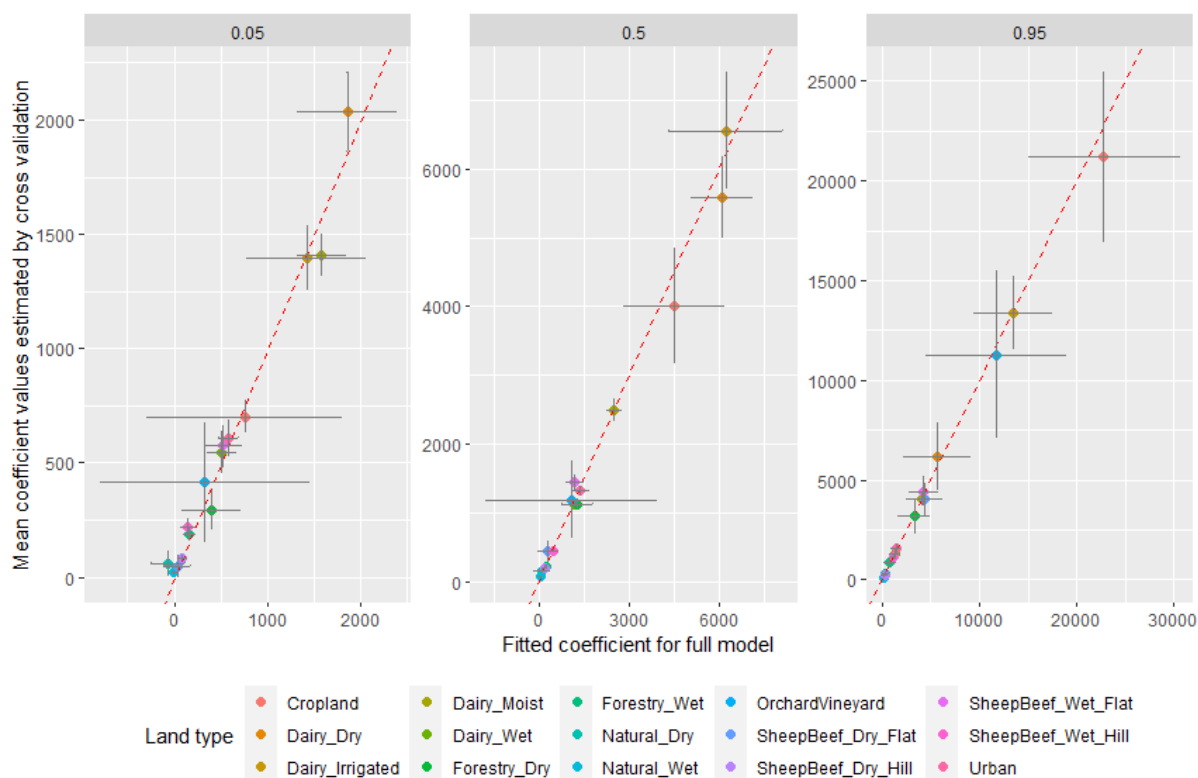 0.05 0.5 0.95
Mean coefficient values estimated by cross validation
2000
1500
1000
500
0
6000
4000
2000
0
25000
20000
15000
10000
5000
0
0 1000 2000 0 3000 6000 0 10000 20000 30000
Fitted coefficient for full model
Land type
Cropland Dairy_Moist Forestry_Wet OrchardVineyard SheepBeef_Wet_Flat
Dairy_Dry Dairy_Wet Natural_Dry SheepBeef_Dry_Flat SheepBeef_Wet_Hill
Dairy_Irrigated Forestry_Dry Natural_Wet SheepBeef_Dry_Hill Urban